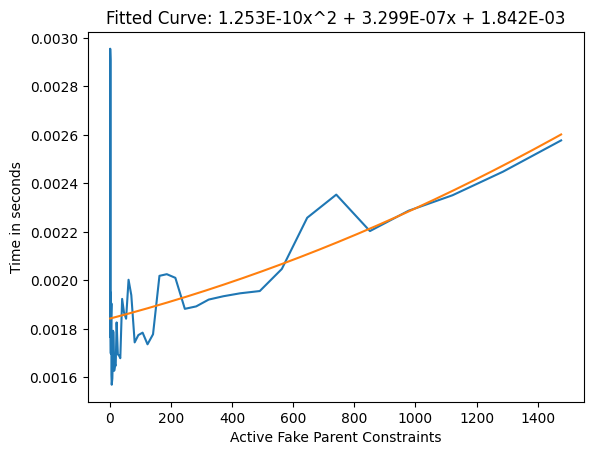 Fitted Curve: 1.253E-10x^2 + 3.299E-07x + 1.842E-03
0.0030
0.0028
0.0026
0.0024
0.0022
0.0020
0.0018
0.0016
Time in seconds
0 200 400 600 800 1000 1200 1400
Active Fake Parent Constraints